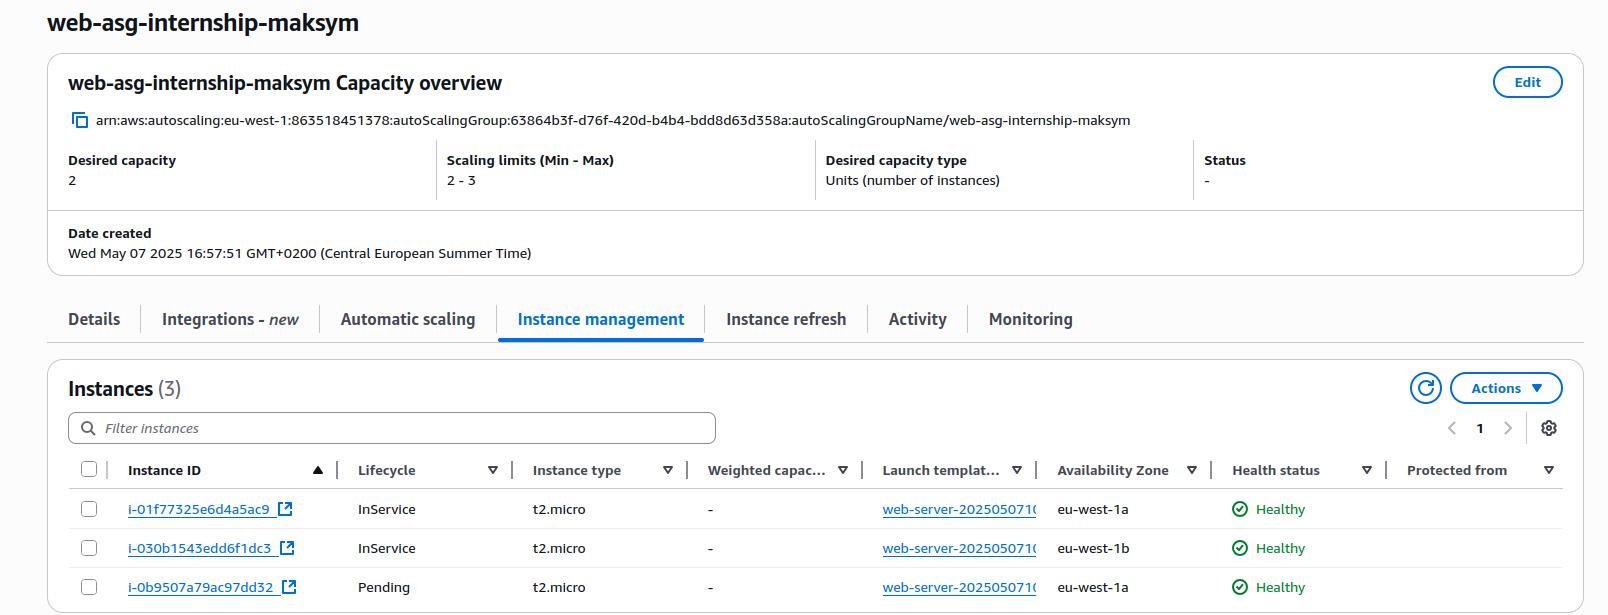 web-asg-internship-maksym
web-asg-internship-maksym Capacity overview
Edit
arn:aws:autoscaling:eu-west-1:863518451378:autoScalingGroup:63864b3f-d76f-420d-b4b4-bdd8d63d358a:autoScalingGroupName/web-asg-internship-maksym
Desired capacity
2
Scaling limits (Min - Max)
2 - 3
Desired capacity type
Units (number of instances)
Status
-
Date created
Wed May 07 2025 16:57:51 GMT+0200 (Central European Summer Time)
Details Integrations - new Automatic scaling Instance management Instance refresh Activity Monitoring
Instances (3)
Actions
Filter instances
1
Instance ID Lifecycle Instance type Weighted capac... Launch templat... Availability Zone Health status Protected from
i-01f77325e6d4a5ac9 InService t2.micro - web-server-2025050710 eu-west-1a Healthy
i-030b1543edd6f1dc3 InService t2.micro - web-server-2025050710 eu-west-1b Healthy
i-0b9507a79ac97dd32 Pending t2.micro - web-server-2025050710 eu-west-1a Healthy